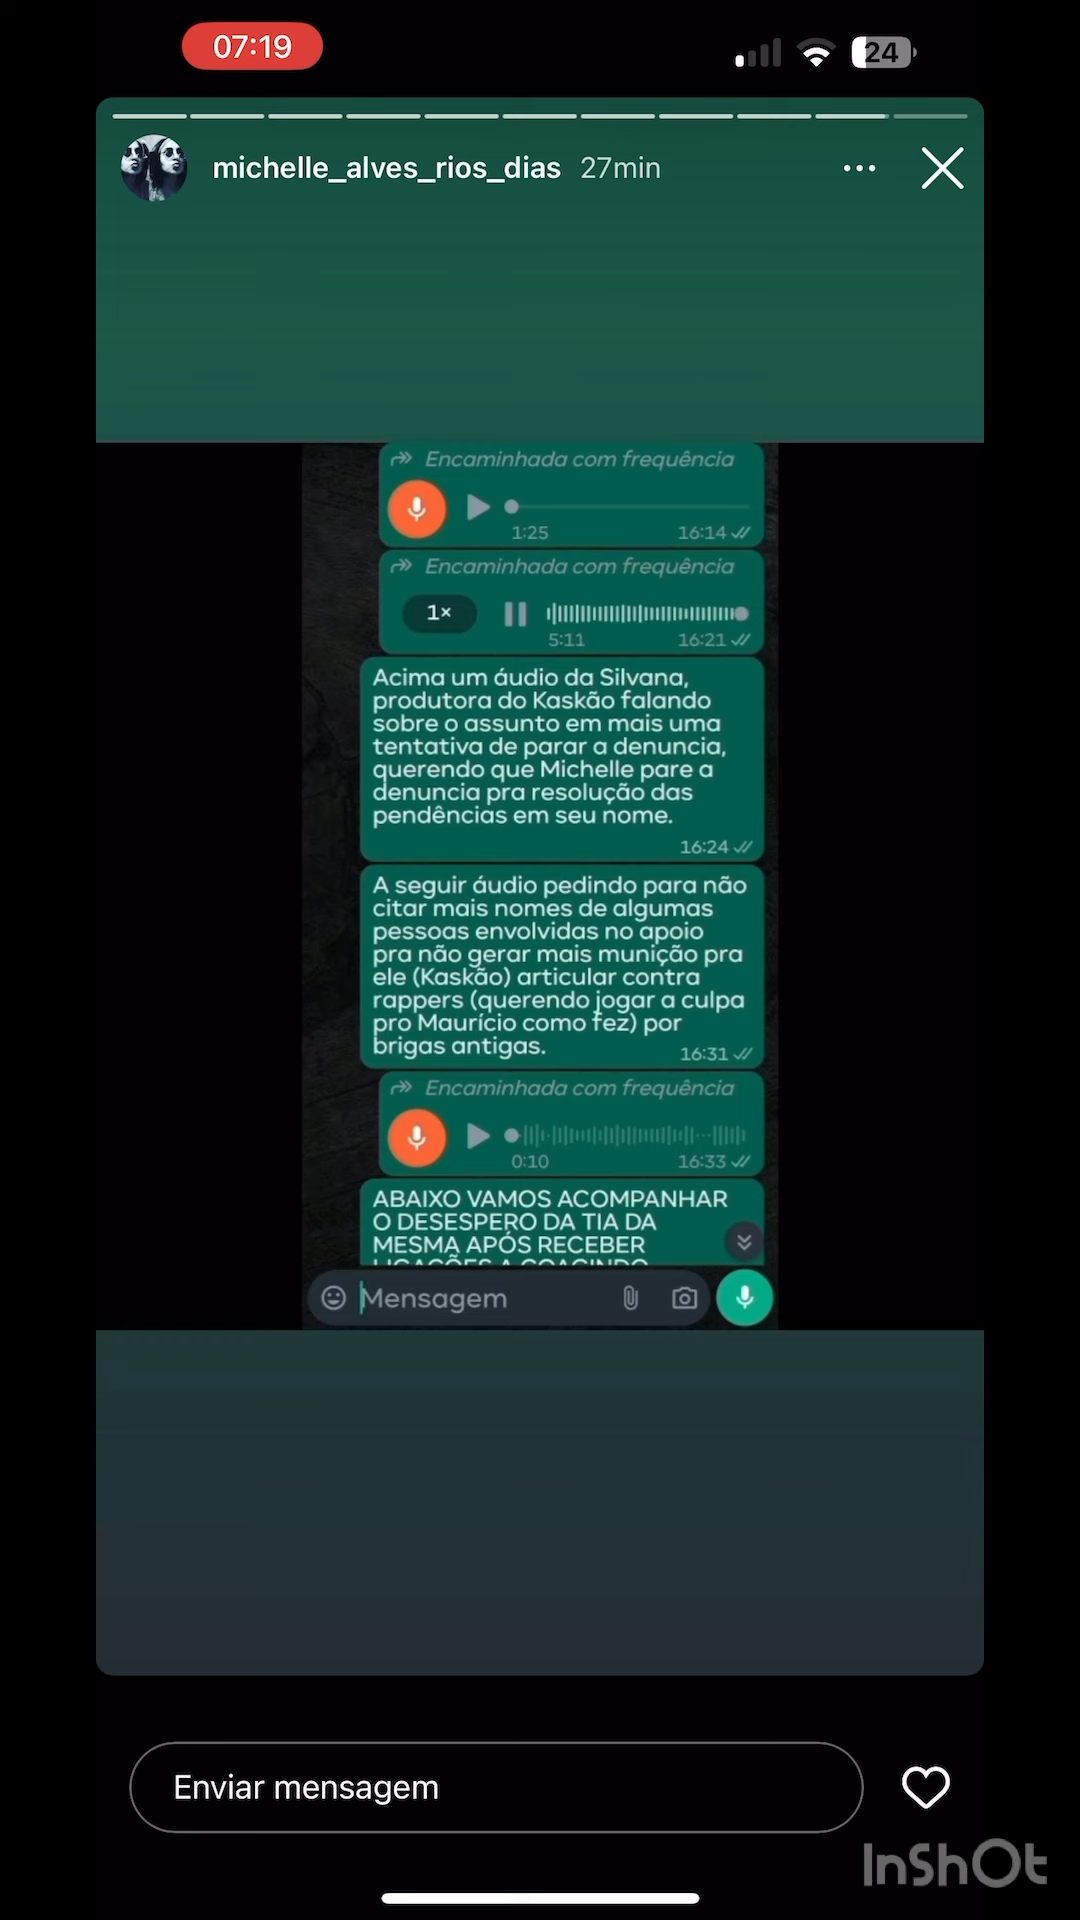 07:19
24
michelle_alves_rios_dias 27min
Encaminhada com frequência
1:25 16:14
Encaminhada com frequência
1×
5:11 16:21
Acima um áudio da Silvana,
produtora do Kaskão falando
sobre o assunto em mais uma
tentativa de parar a denuncia,
querendo que Michelle pare a
denuncia pra resolução das
pendências em seu nome.
16:24
A seguir áudio pedindo para não
citar mais nomes de algumas
pessoas envolvidas no apoio
pra não gerar mais munição pra
ele (Kaskão) articular contra
rappers (querendo jogar a culpa
pro Maurício como fez) por
brigas antigas.
16:31
Encaminhada com frequência
0:10 16:33
ABAIXO VAMOS ACOMPANHAR
O DESESPERO DA TIA DA
MESMA APÓS RECEBER
LIGAÇÕES A COAGINDO
Mensagem
Enviar mensagem
InShOt